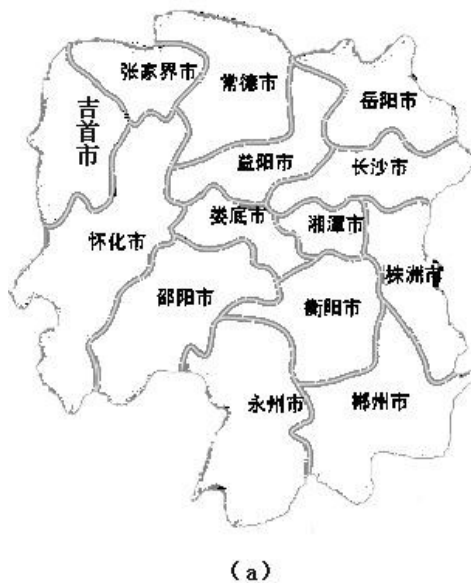 张家界市
常德市
岳阳市
吉首市
益阳市
长沙市
娄底市
湘潭市
怀化市
株洲市
邵阳市
衡阳市
永州市
郴州市
(a)